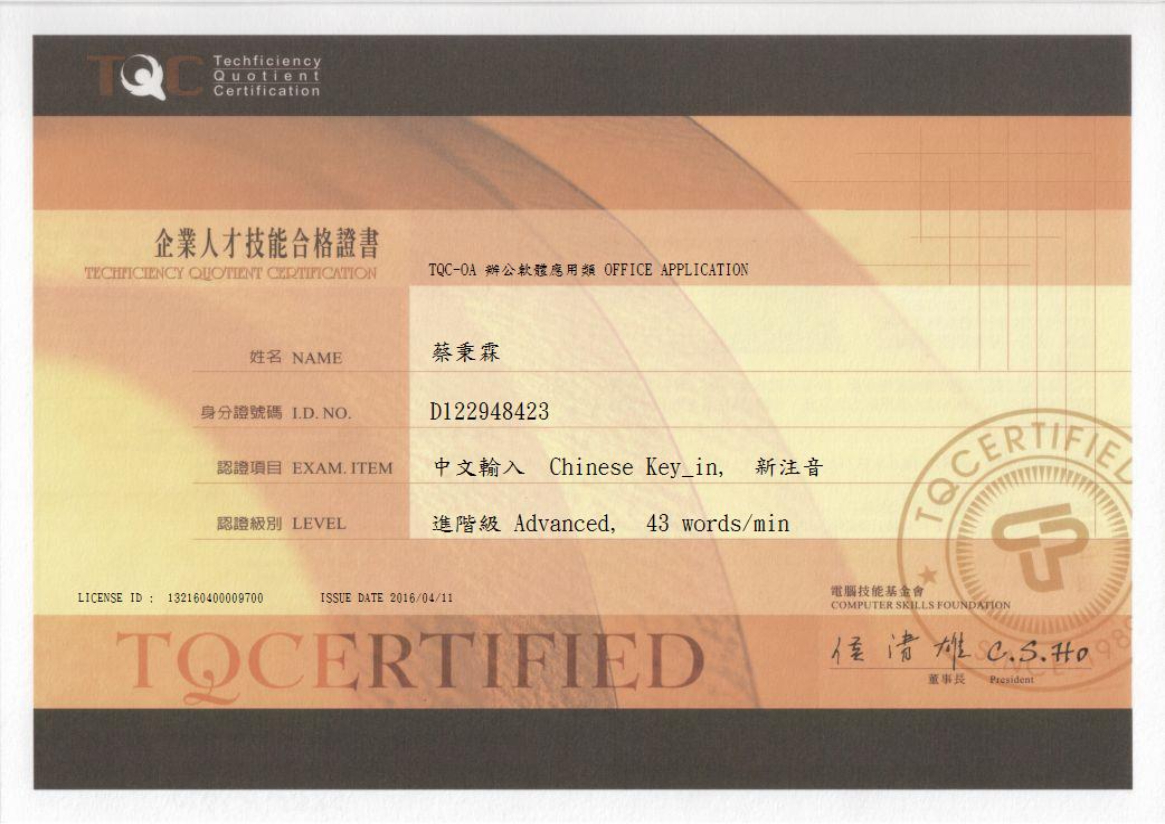 TQC Techficiency
Quotient
Certification
企業人才技能合格證書
TECHFICIENCY QUOTIENT CERTIFICATION
TQC-OA 辦公軟體應用類 OFFICE APPLICATION
姓名 NAME 蔡秉霖
身分證號碼 I.D. NO. D122948423
認證項目 EXAM. ITEM 中文輸入 Chinese Key_in, 新注音
認證級別 LEVEL 進階級 Advanced, 43 words/min
TQCERTIFIED
LICENSE ID : 132160400009700 ISSUE DATE 2016/04/11
電腦技能基金會
COMPUTER SKILLS FOUNDATION
TQCERTIFIED
侯清雄 C.S.Ho
董事長 President